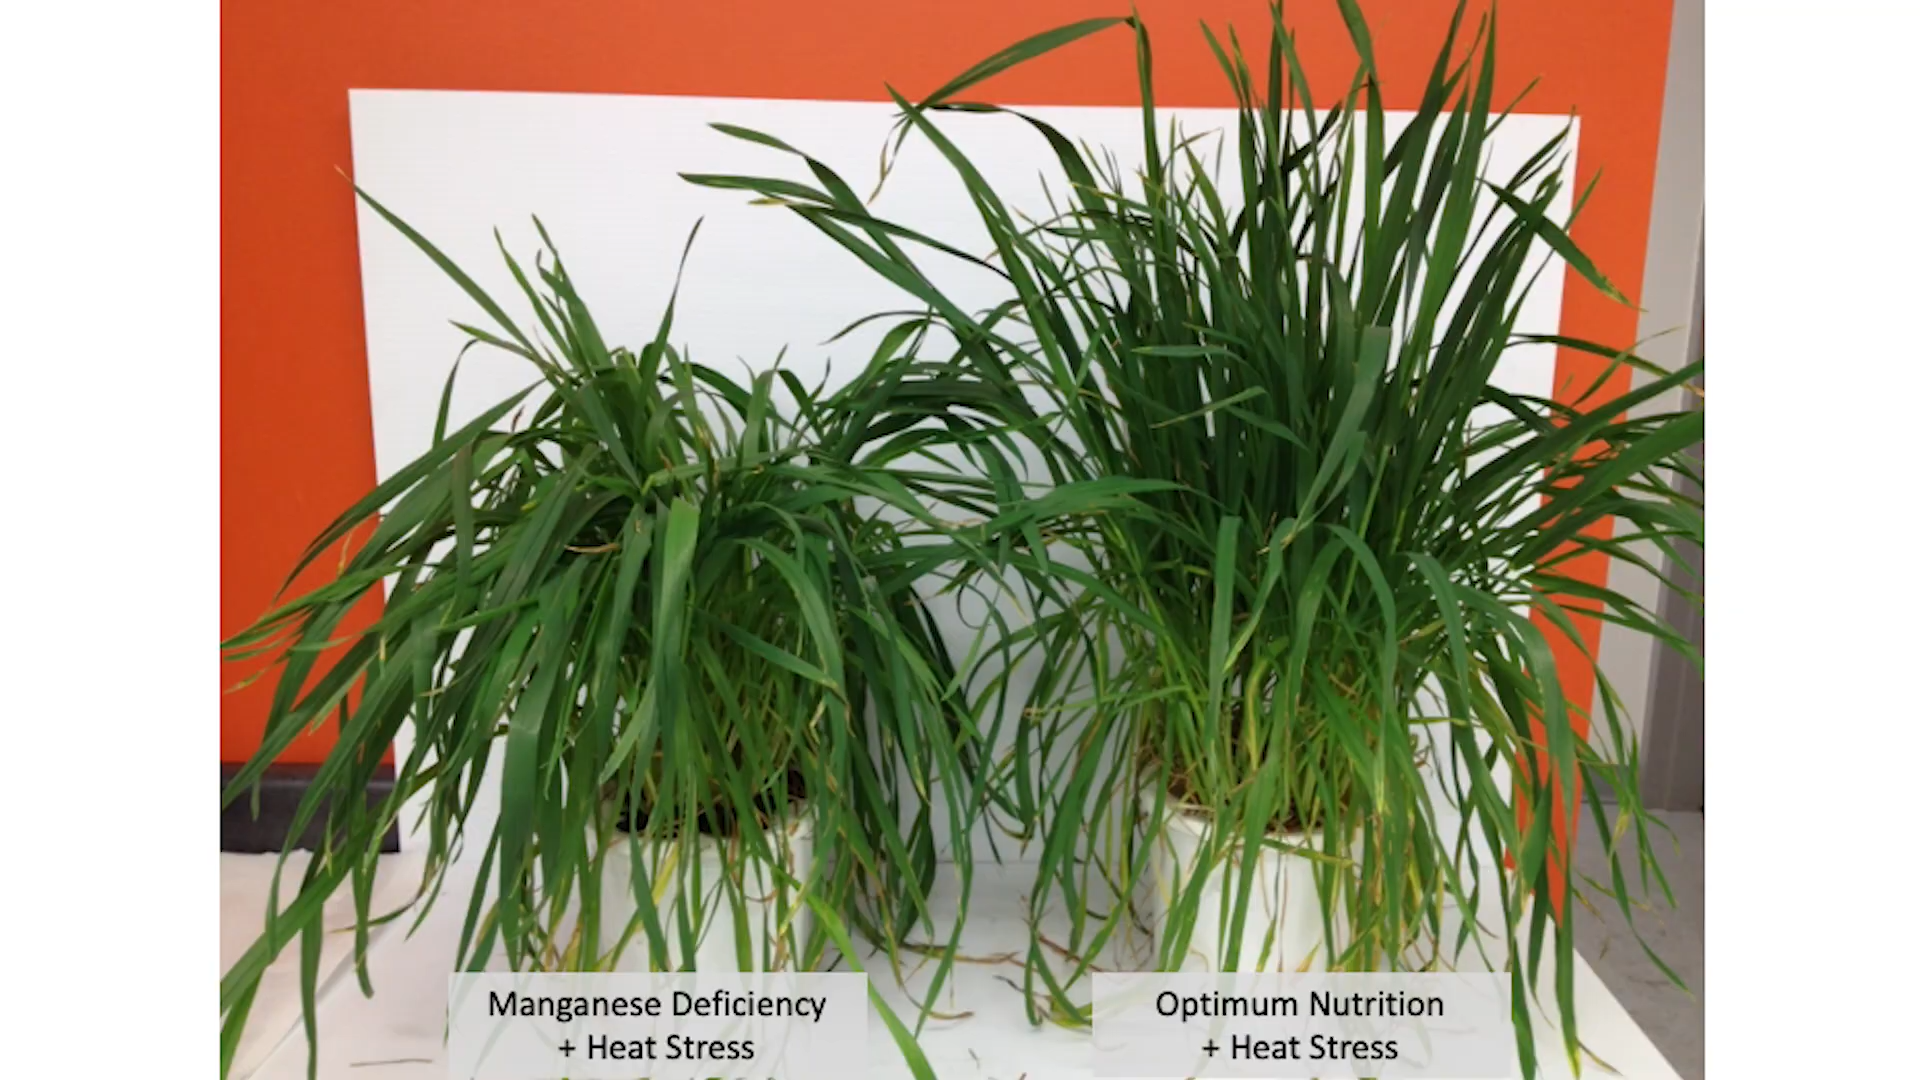 Manganese Deficiency
+ Heat Stress
Optimum Nutrition
+ Heat Stress